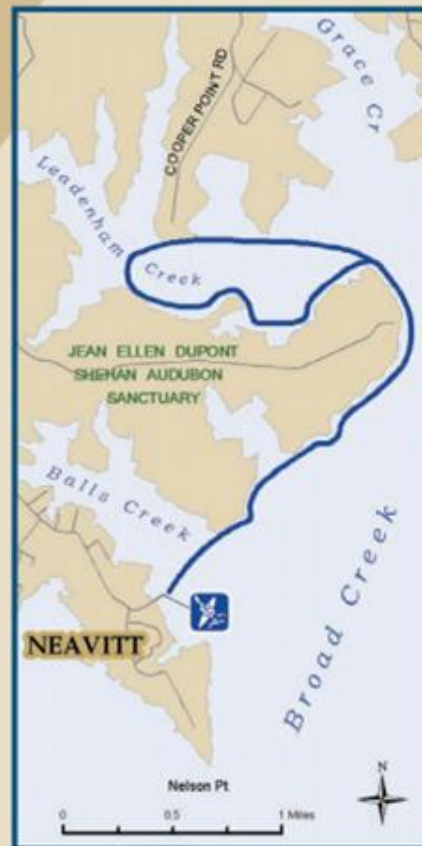 Grace Cr
COOPER POINT RD
Leadenham
Creek
JEAN ELLEN DUPONT
SHEHAN AUDUBON
SANCTUARY
Balls Creek
Broad Creek
NEAVITT
Nelson Pt
N
0 0.5 1 Miles